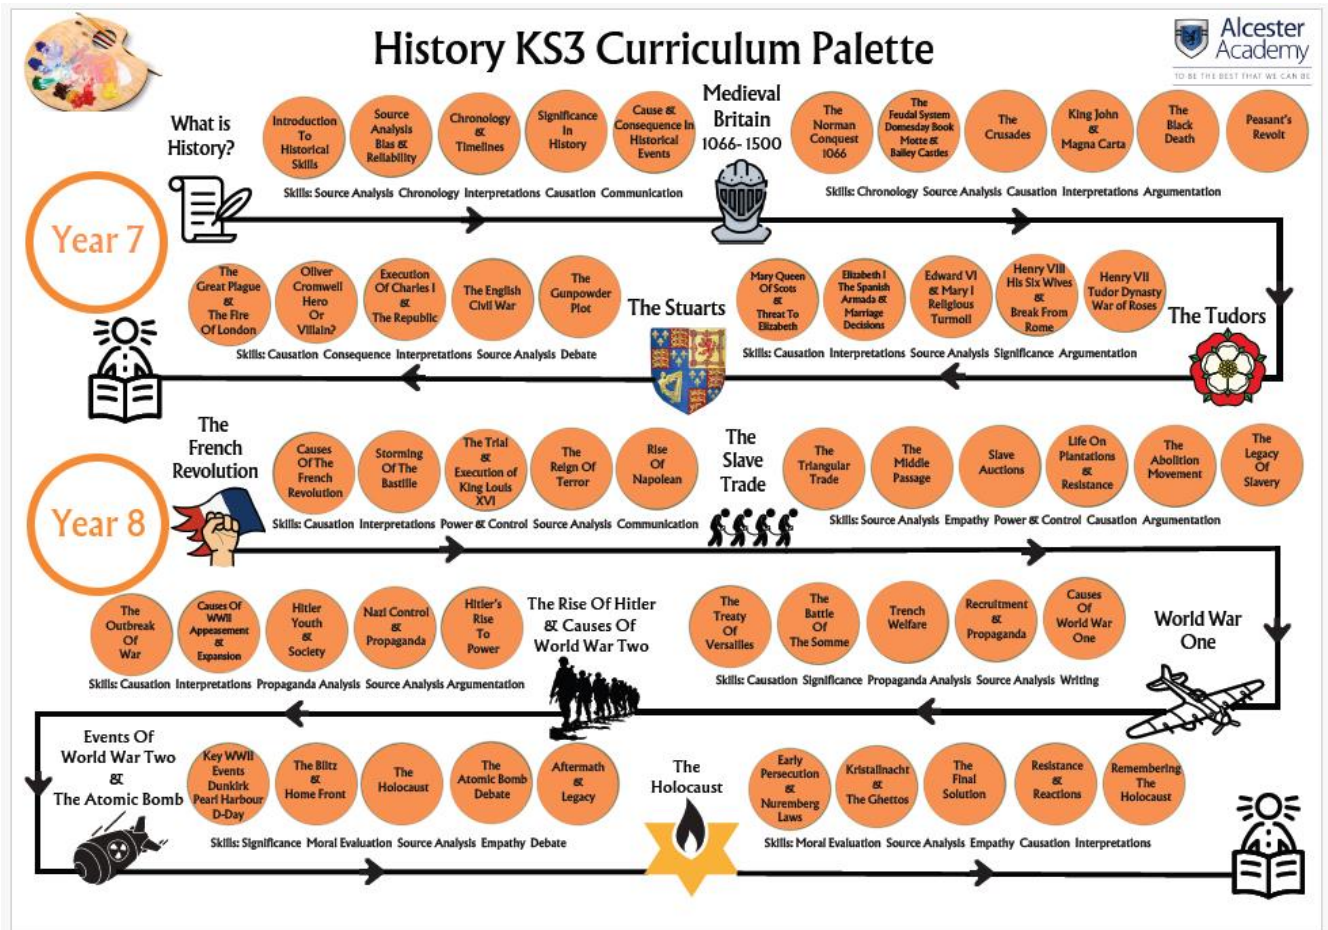 History KS3 Curriculum Palette
Alcester
Academy
TO BE THE BEST THAT WE CAN BE
Year 7
What is
History?
Introduction
To
Historical
Skills
Source
Analysis
Bias &
Reliability
Chronology
&
Timelines
Significance
In
History
Cause &
Consequence In
Historical
Events
Skills: Source Analysis Chronology Interpretations Causation Communication
Medieval
Britain
1066- 1500
The
Norman
Conquest
1066
The
Feudal System
Domesday Book
Motte &
Bailey Castles
The
Crusades
King John
&
Magna Carta
The
Black
Death
Peasant's
Revolt
Skills: Chronology Source Analysis Causation Interpretations Argumentation
The Tudors
Henry VII
Tudor Dynasty
War of Roses
Henry VIII
His Six Wives
&
Break From
Rome
Edward VI
& Mary I
Religious
Turmoil
Elizabeth I
The Spanish
Armada &
Marriage
Decisions
Mary Queen
Of Scots
&
Threat To
Elizabeth
Skills: Causation Interpretations Source Analysis Significance Argumentation
The Stuarts
The
Gunpowder
Plot
The English
Civil War
Execution
Of Charles I
&
The Republic
Oliver
Cromwell
Hero
Or
Villain?
The
Great Plague
&
The Fire
Of London
Skills: Causation Consequence Interpretations Source Analysis Debate
Year 8
The
French
Revolution
Causes
Of The
French
Revolution
Storming
Of The
Bastille
The Trial
&
Execution of
King Louis
XVI
The
Reign Of
Terror
Rise
Of
Napolean
Skills: Causation Interpretations Power & Control Source Analysis Communication
The
Slave
Trade
The
Triangular
Trade
The
Middle
Passage
Slave
Auctions
Life On
Plantations
&
Resistance
The
Abolition
Movement
The
Legacy
Of
Slavery
Skills: Source Analysis Empathy Power & Control Causation Argumentation
World War
One
Causes
Of
World War
One
Recruitment
&
Propaganda
Trench
Welfare
The
Battle
Of
The Somme
The
Treaty
Of
Versailles
Skills: Causation Significance Propaganda Analysis Source Analysis Writing
The Rise Of Hitler
& Causes Of
World War Two
Hitler's
Rise
To
Power
Nazi Control
&
Propaganda
Hitler
Youth
&
Society
Causes Of
WWII
Appeasement
&
Expansion
The
Outbreak
Of
War
Skills: Causation Interpretations Propaganda Analysis Source Analysis Argumentation
Events Of
World War Two
&
The Atomic Bomb
Key WWII
Events
Dunkirk
Pearl Harbour
D-Day
The Blitz
&
Home Front
The
Holocaust
The
Atomic Bomb
Debate
Aftermath
&
Legacy
Skills: Significance Moral Evaluation Source Analysis Empathy Debate
The
Holocaust
Early
Persecution
&
Nuremberg
Laws
Kristallnacht
&
The Ghettos
The
Final
Solution
Resistance
&
Reactions
Remembering
The
Holocaust
Skills: Moral Evaluation Source Analysis Empathy Causation Interpretations